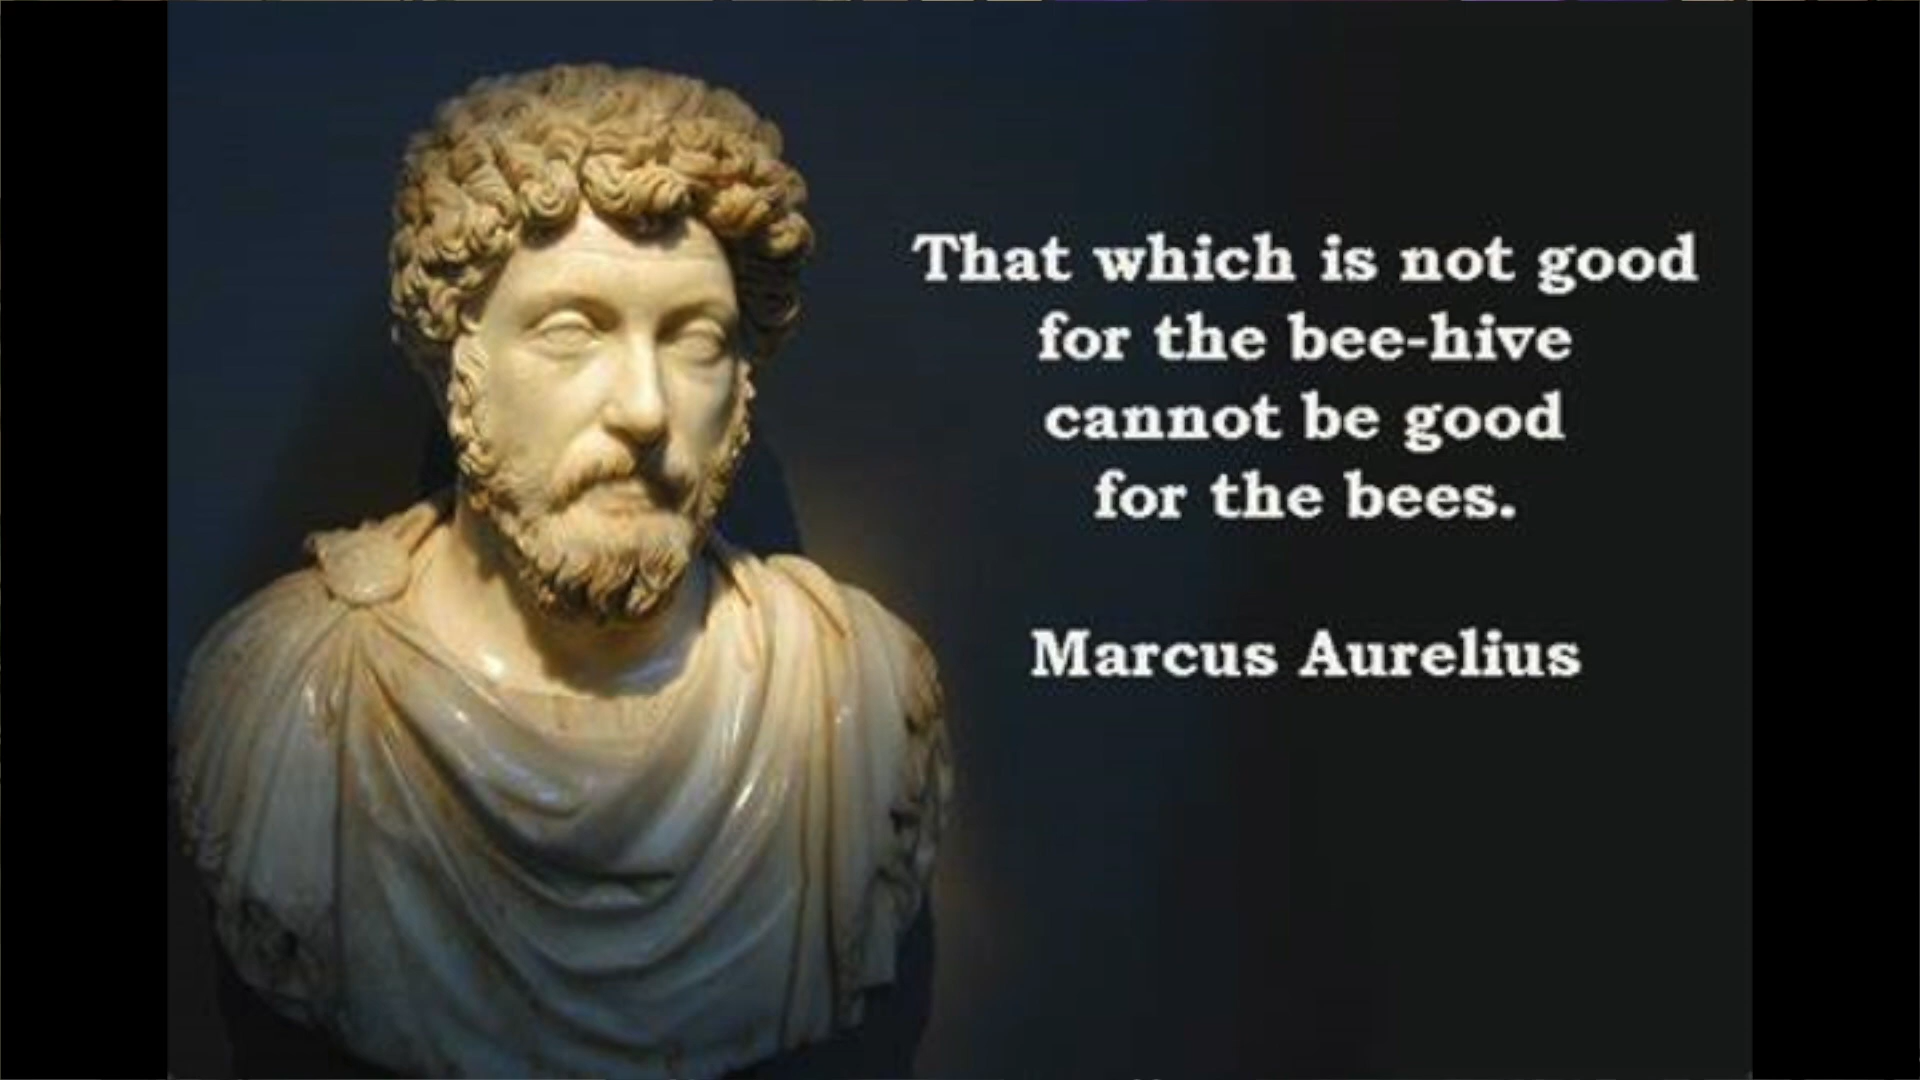 That which is not good
for the bee-hive
cannot be good
for the bees.
Marcus Aurelius